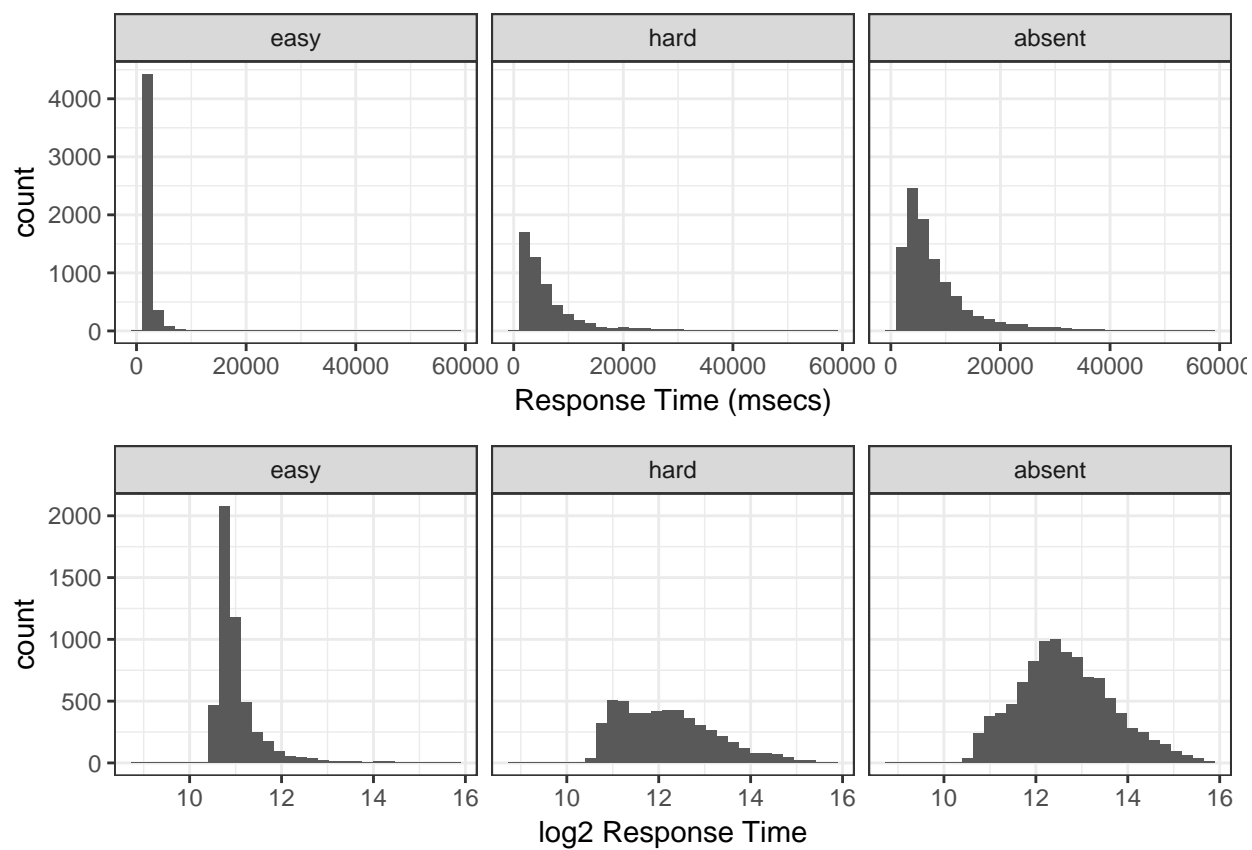 easy hard absent
4000
3000
2000
1000
0
count
0 20000 40000 60000 0 20000 40000 60000 0 20000 40000 60000
Response Time (msecs)
easy hard absent
2000
1500
1000
500
0
count
10 12 14 16 10 12 14 16 10 12 14 16
log2 Response Time